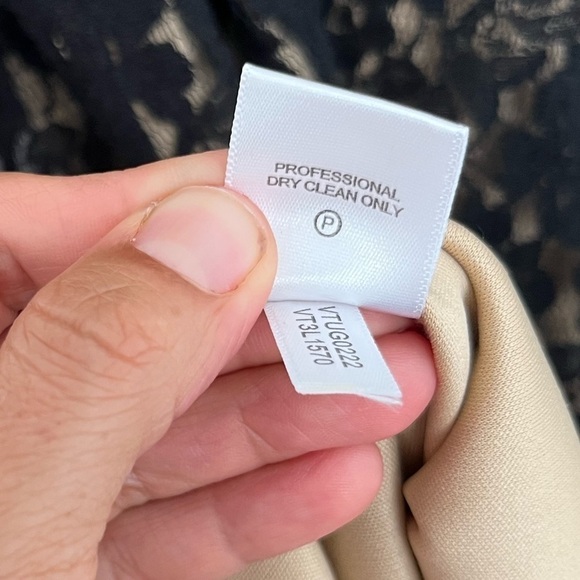 PROFESSIONAL
DRY CLEAN ONLY
P
VTUG0222
VT3L1570